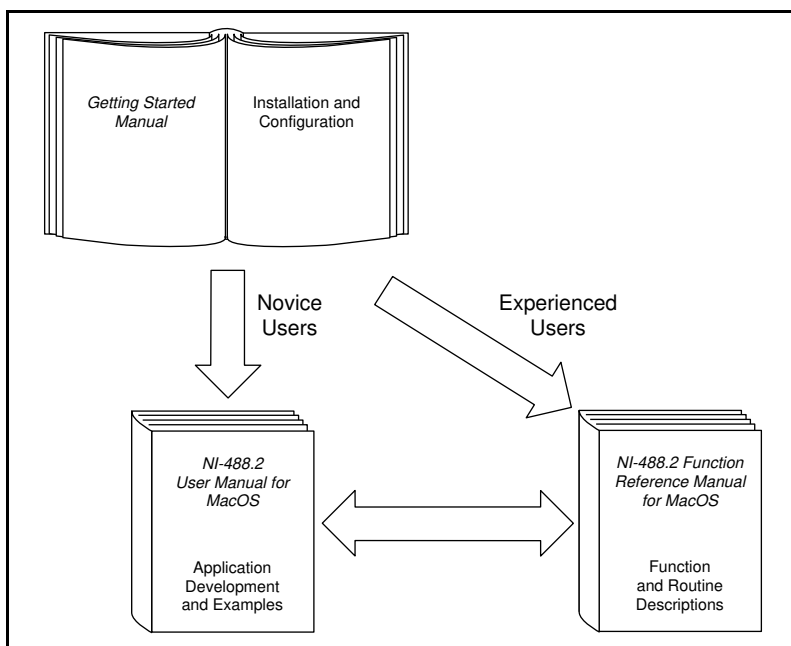 Getting Started
Manual
Installation and
Configuration
Novice
Users
Experienced
Users
NI-488.2
User Manual for
MacOS
Application
Development
and Examples
NI-488.2 Function
Reference Manual
for MacOS
Function
and Routine
Descriptions